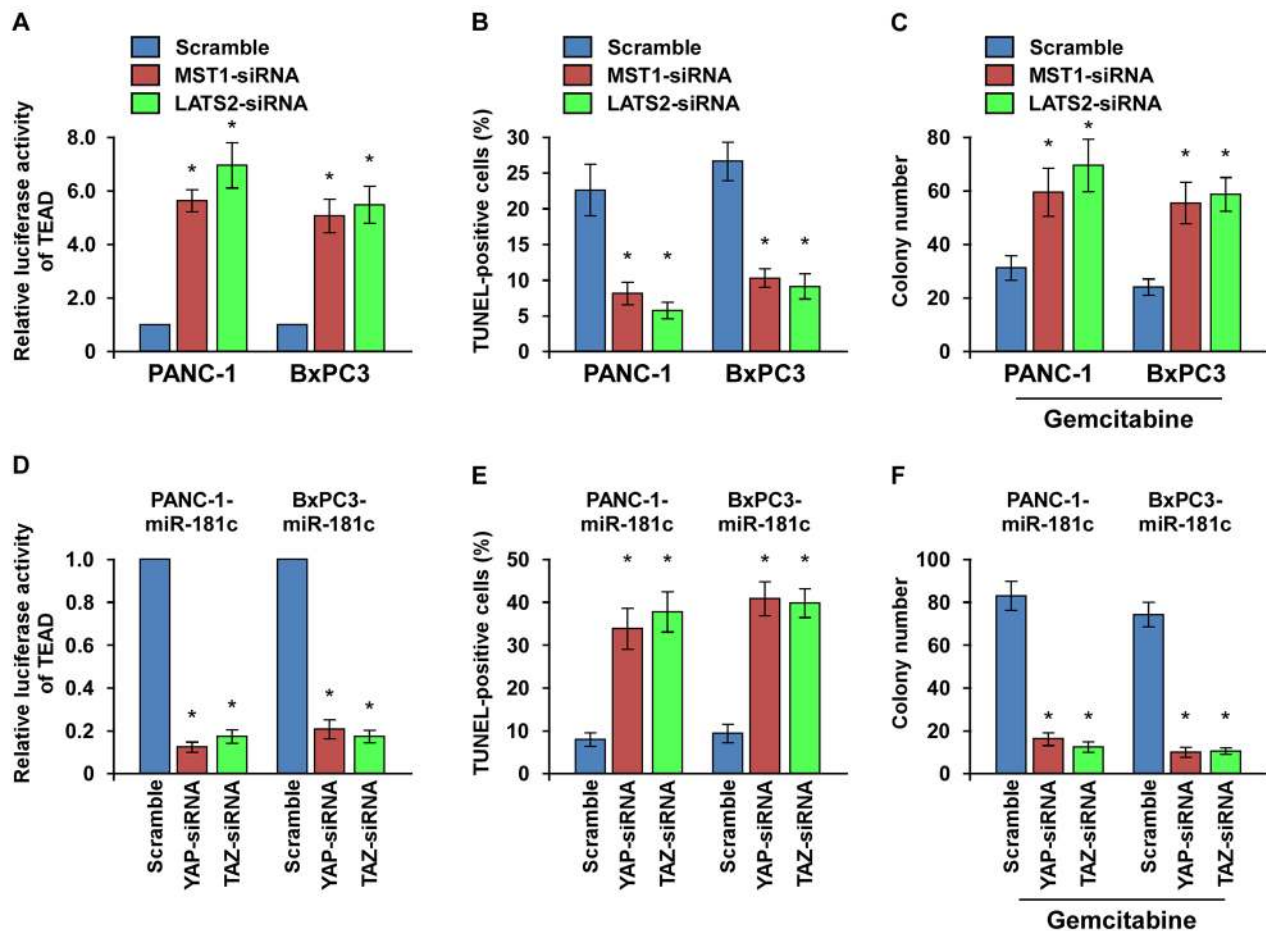 A
Scramble
MST1-siRNA
LATS2-siRNA
Relative luciferase activity
of TEAD
8.0
6.0
4.0
2.0
0
* * * *
PANC-1 BxPC3
B
Scramble
MST1-siRNA
LATS2-siRNA
TUNEL-positive cells (%)
30
25
20
15
10
5
0
* * * *
PANC-1 BxPC3
C
Scramble
MST1-siRNA
LATS2-siRNA
Colony number
80
60
40
20
0
* * * *
PANC-1 BxPC3
Gemcitabine
D
PANC-1- BxPC3-
miR-181c miR-181c
Relative luciferase activity
of TEAD
1.0
0.8
0.6
0.4
0.2
0
* * * *
Scramble
YAP-siRNA
TAZ-siRNA
Scramble
YAP-siRNA
TAZ-siRNA
E
PANC-1- BxPC3-
miR-181c miR-181c
TUNEL-positive cells (%)
50
40
30
20
10
0
* * * *
Scramble
YAP-siRNA
TAZ-siRNA
Scramble
YAP-siRNA
TAZ-siRNA
F
PANC-1- BxPC3-
miR-181c miR-181c
Colony number
100
80
60
40
20
0
* * * *
Scramble
YAP-siRNA
TAZ-siRNA
Scramble
YAP-siRNA
TAZ-siRNA
Gemcitabine